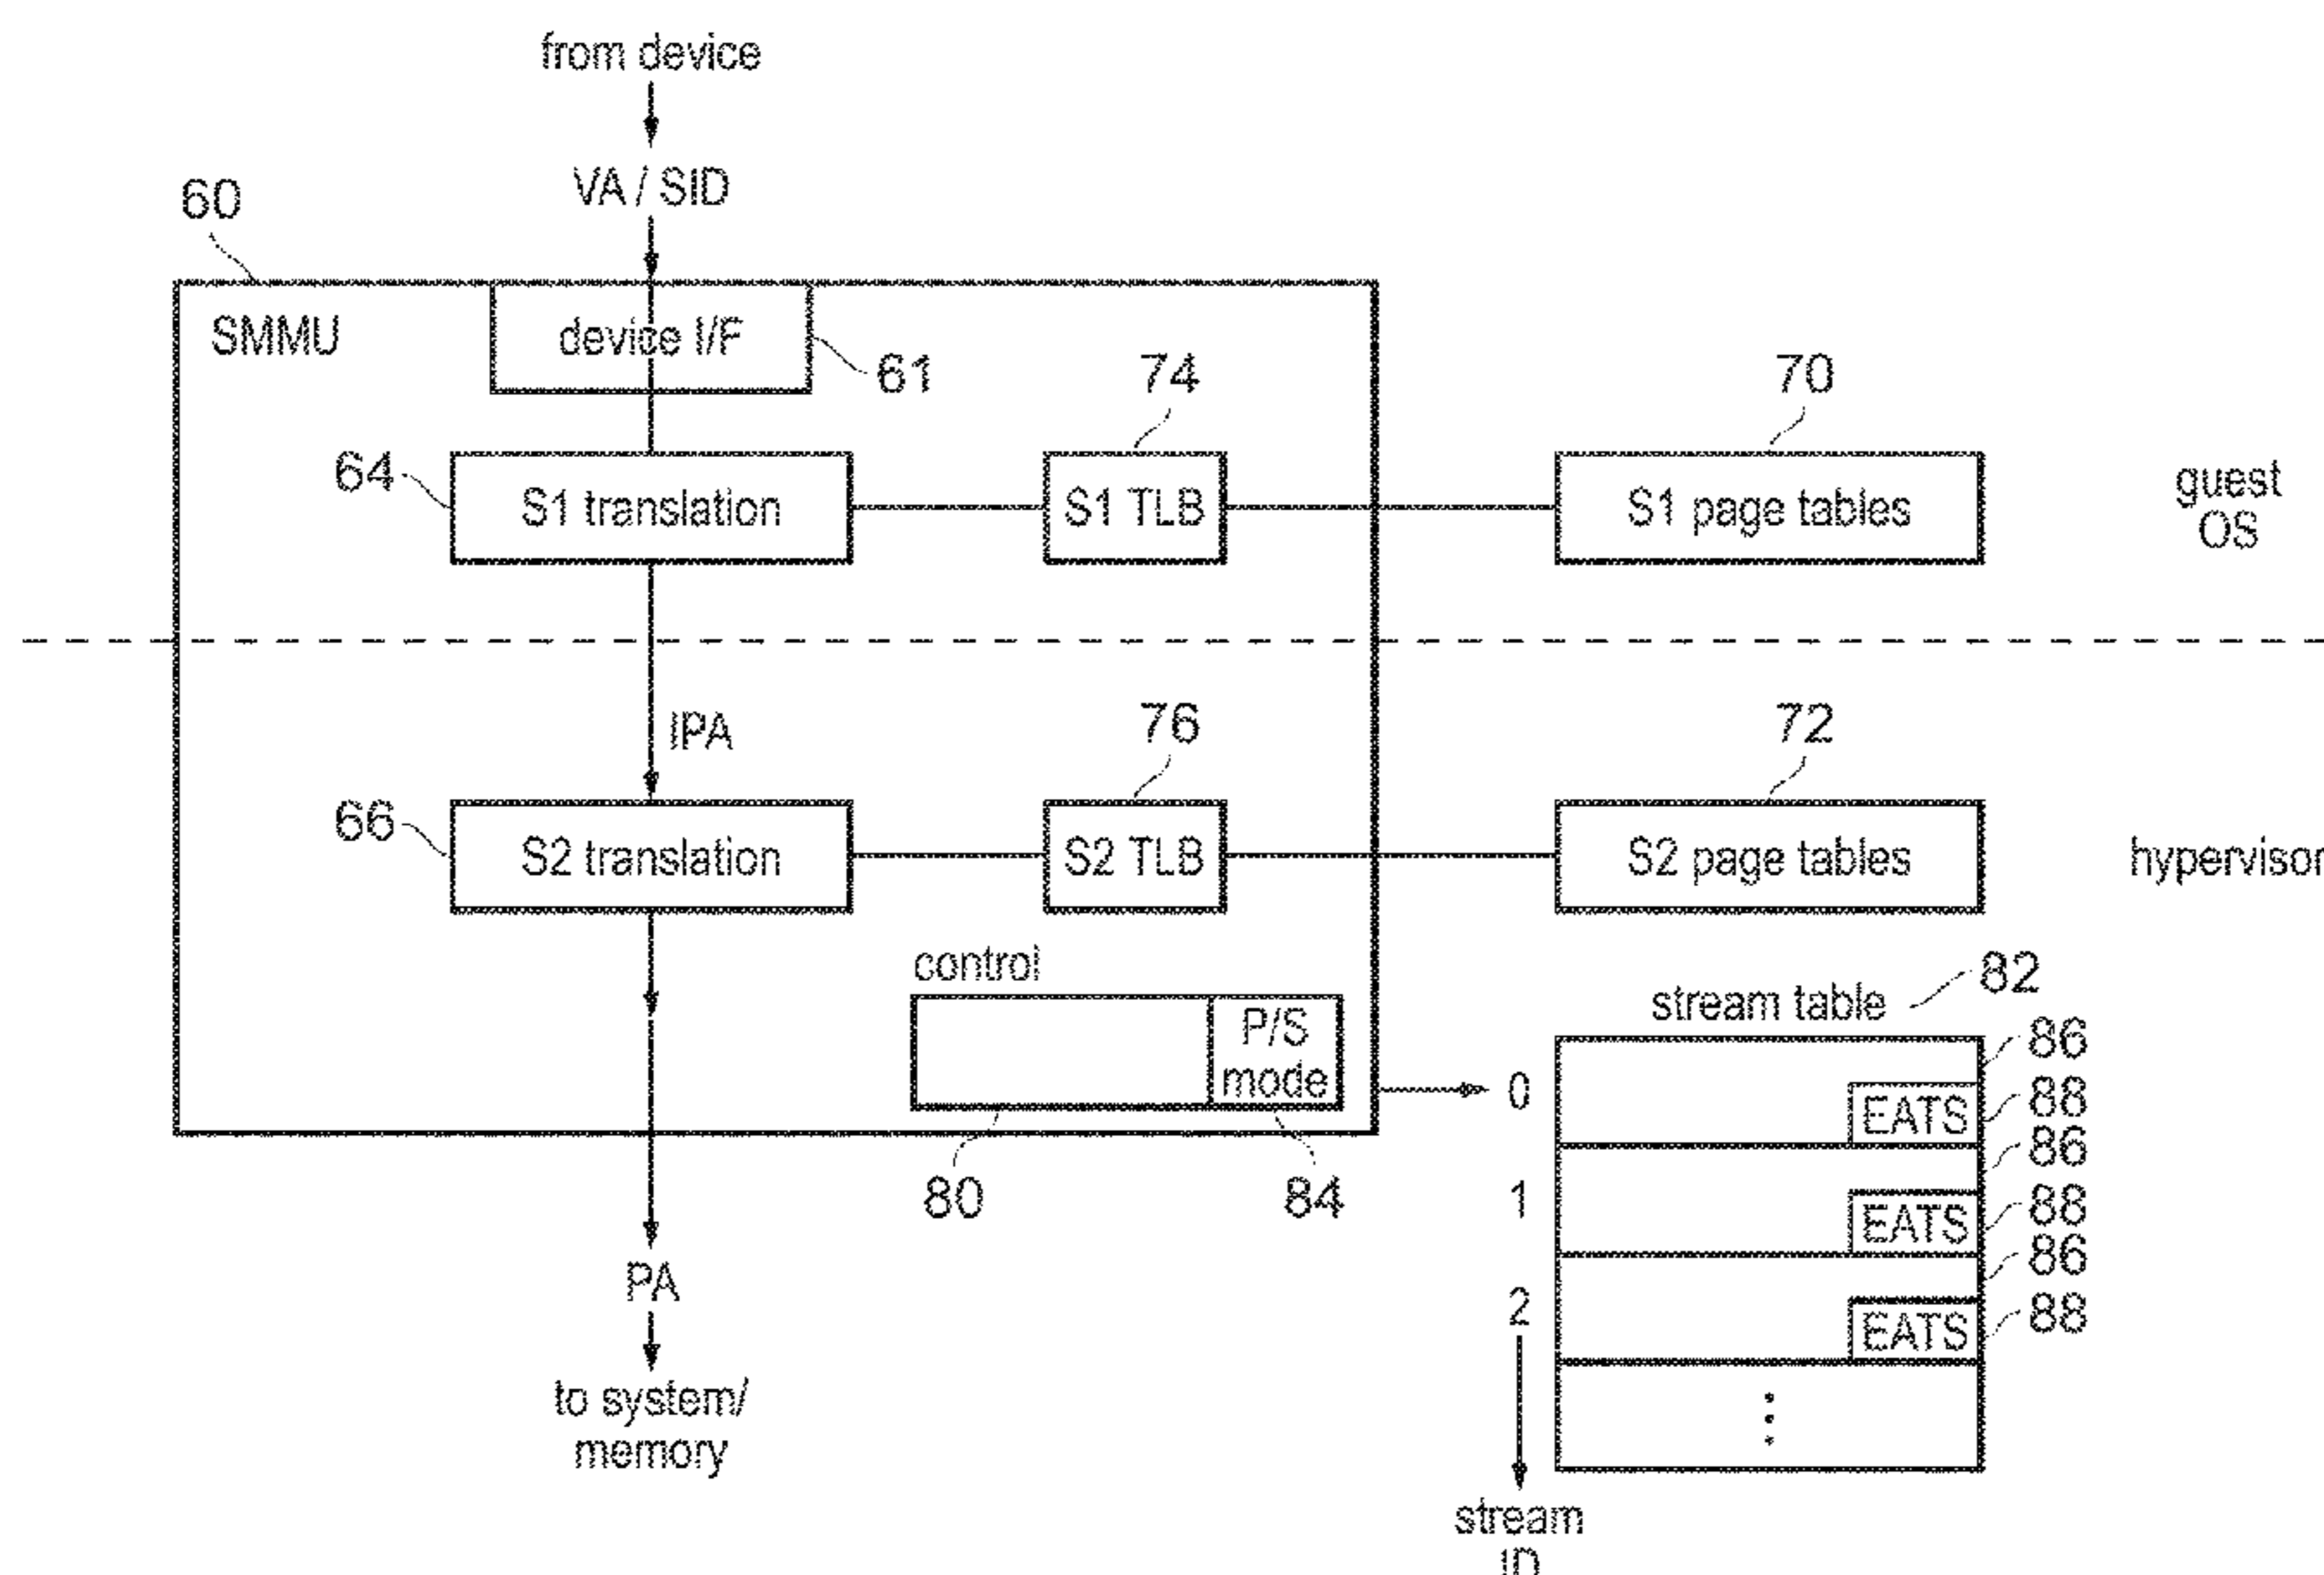 from device
VA / SID
60
SMMU
device I/F
61
74
70
64
S1 translation
S1 TLB
S1 page tables
guest
OS
IPA
76
72
66
S2 translation
S2 TLB
S2 page tables
hypervisor
control
P/S
mode
80
84
stream table
82
0
86
EATS
88
1
86
EATS
88
2
86
EATS
88
stream
ID
PA
to system/
memory